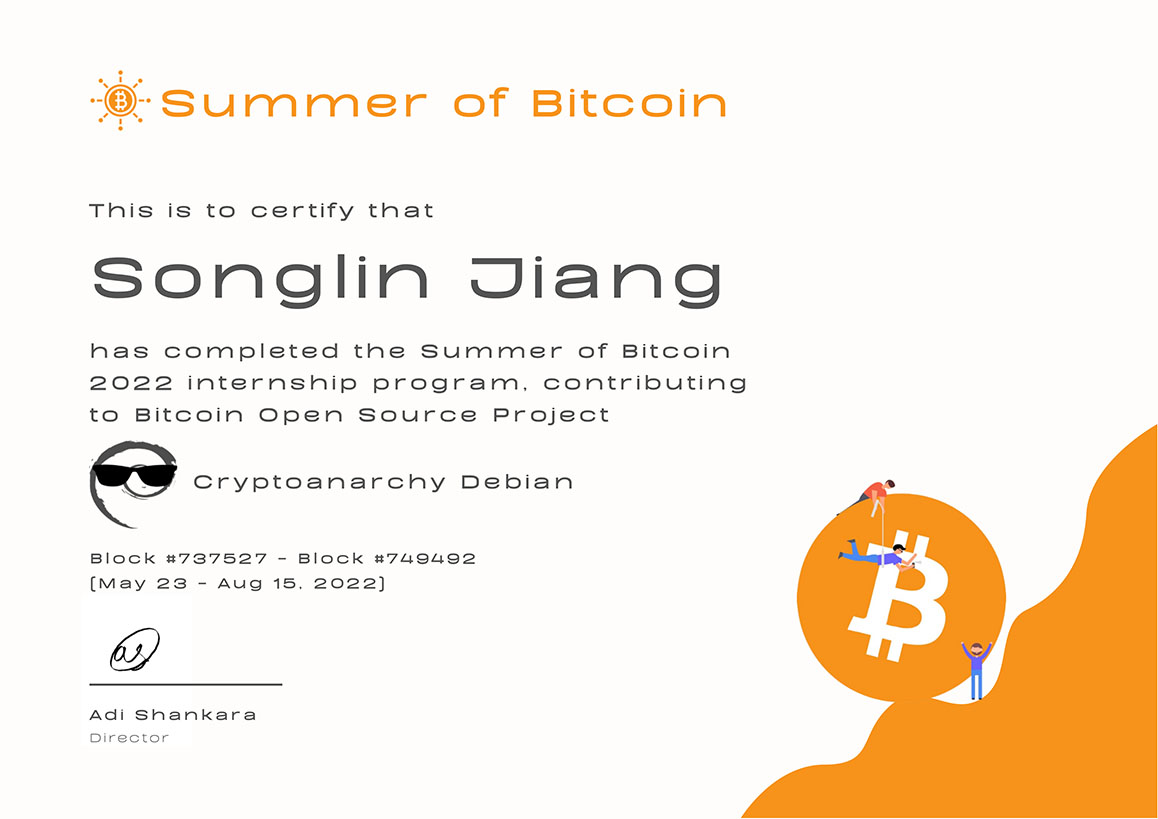 Summer of Bitcoin
This is to certify that
Songlin Jiang
has completed the Summer of Bitcoin
2022 internship program, contributing
to Bitcoin Open Source Project
Cryptoanarchy Debian
Block #737527 - Block #749492
(May 23 - Aug 15, 2022)
as
Adi Shankara
Director